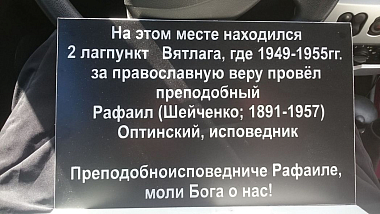 На этом месте находился
2 лагпункт Вятлага, где 1949-1955гг.
за православную веру провёл
преподобный
Рафаил (Шейченко; 1891-1957)
Оптинский, исповедник
Преподобноисповедниче Рафаиле,
моли Бога о нас!